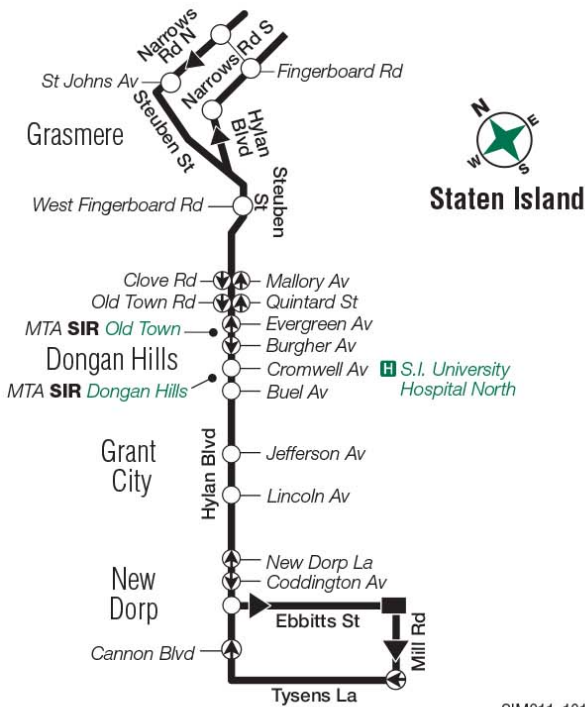 Narrows
Rd N
Narrows Rd S
St Johns Av
Fingerboard Rd
Steuben St
Hylan
Blvd
Grasmere
N
E
W
S
Staten Island
West Fingerboard Rd
Steuben
St
Clove Rd
Mallory Av
Old Town Rd
Quintard St
MTA SIR Old Town
Evergreen Av
Burgher Av
Dongan Hills
Cromwell Av
H S.I. University
Hospital North
MTA SIR Dongan Hills
Buel Av
Grant
City
Hylan Blvd
Jefferson Av
Lincoln Av
New
Dorp
New Dorp La
Coddington Av
Ebbitts St
Cannon Blvd
Mill Rd
Tysens La